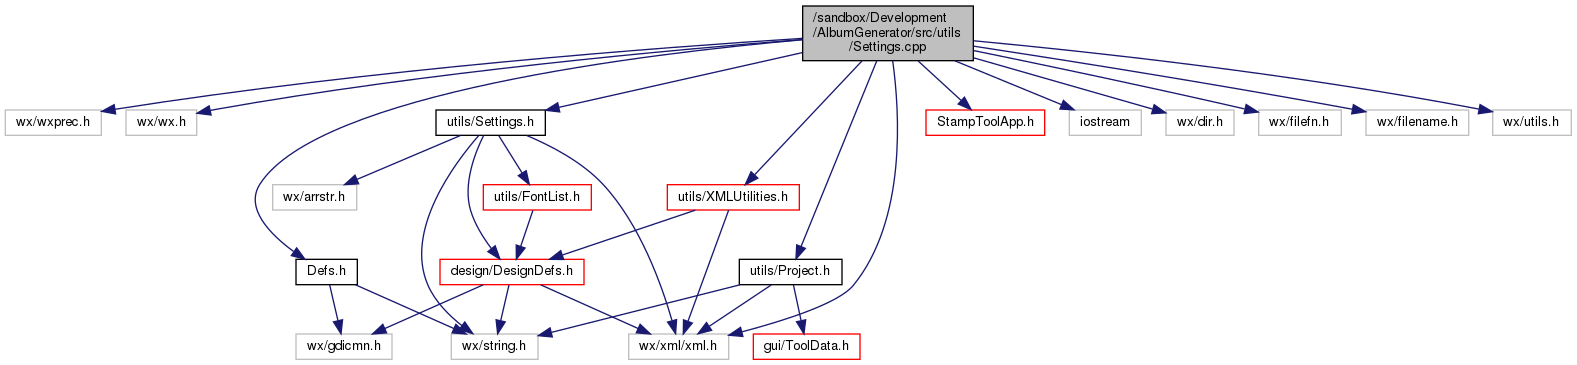 /sandbox/Development
/AlbumGenerator/src/utils
/Settings.cpp
wx/wxprec.h
wx/wx.h
utils/Settings.h
StampToolApp.h
iostream
wx/dir.h
wx/filefn.h
wx/filename.h
wx/utils.h
wx/arrstr.h
utils/FontList.h
utils/XMLUtilities.h
Defs.h
design/DesignDefs.h
utils/Project.h
wx/gdicmn.h
wx/string.h
wx/xml/xml.h
gui/ToolData.h